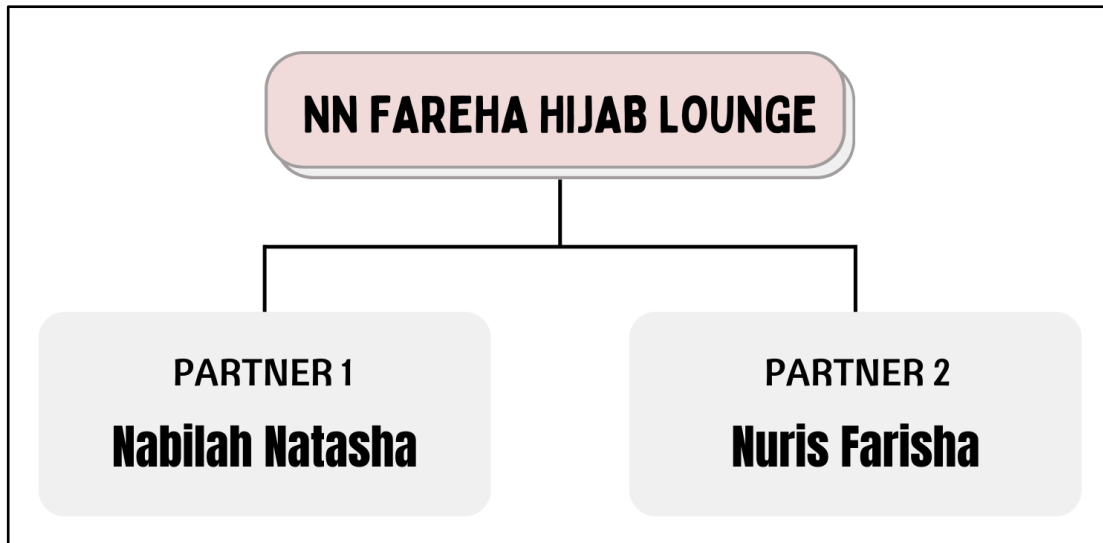 NN FAREHA HIJAB LOUNGE
PARTNER 1
Nabilah Natasha
PARTNER 2
Nuris Farisha